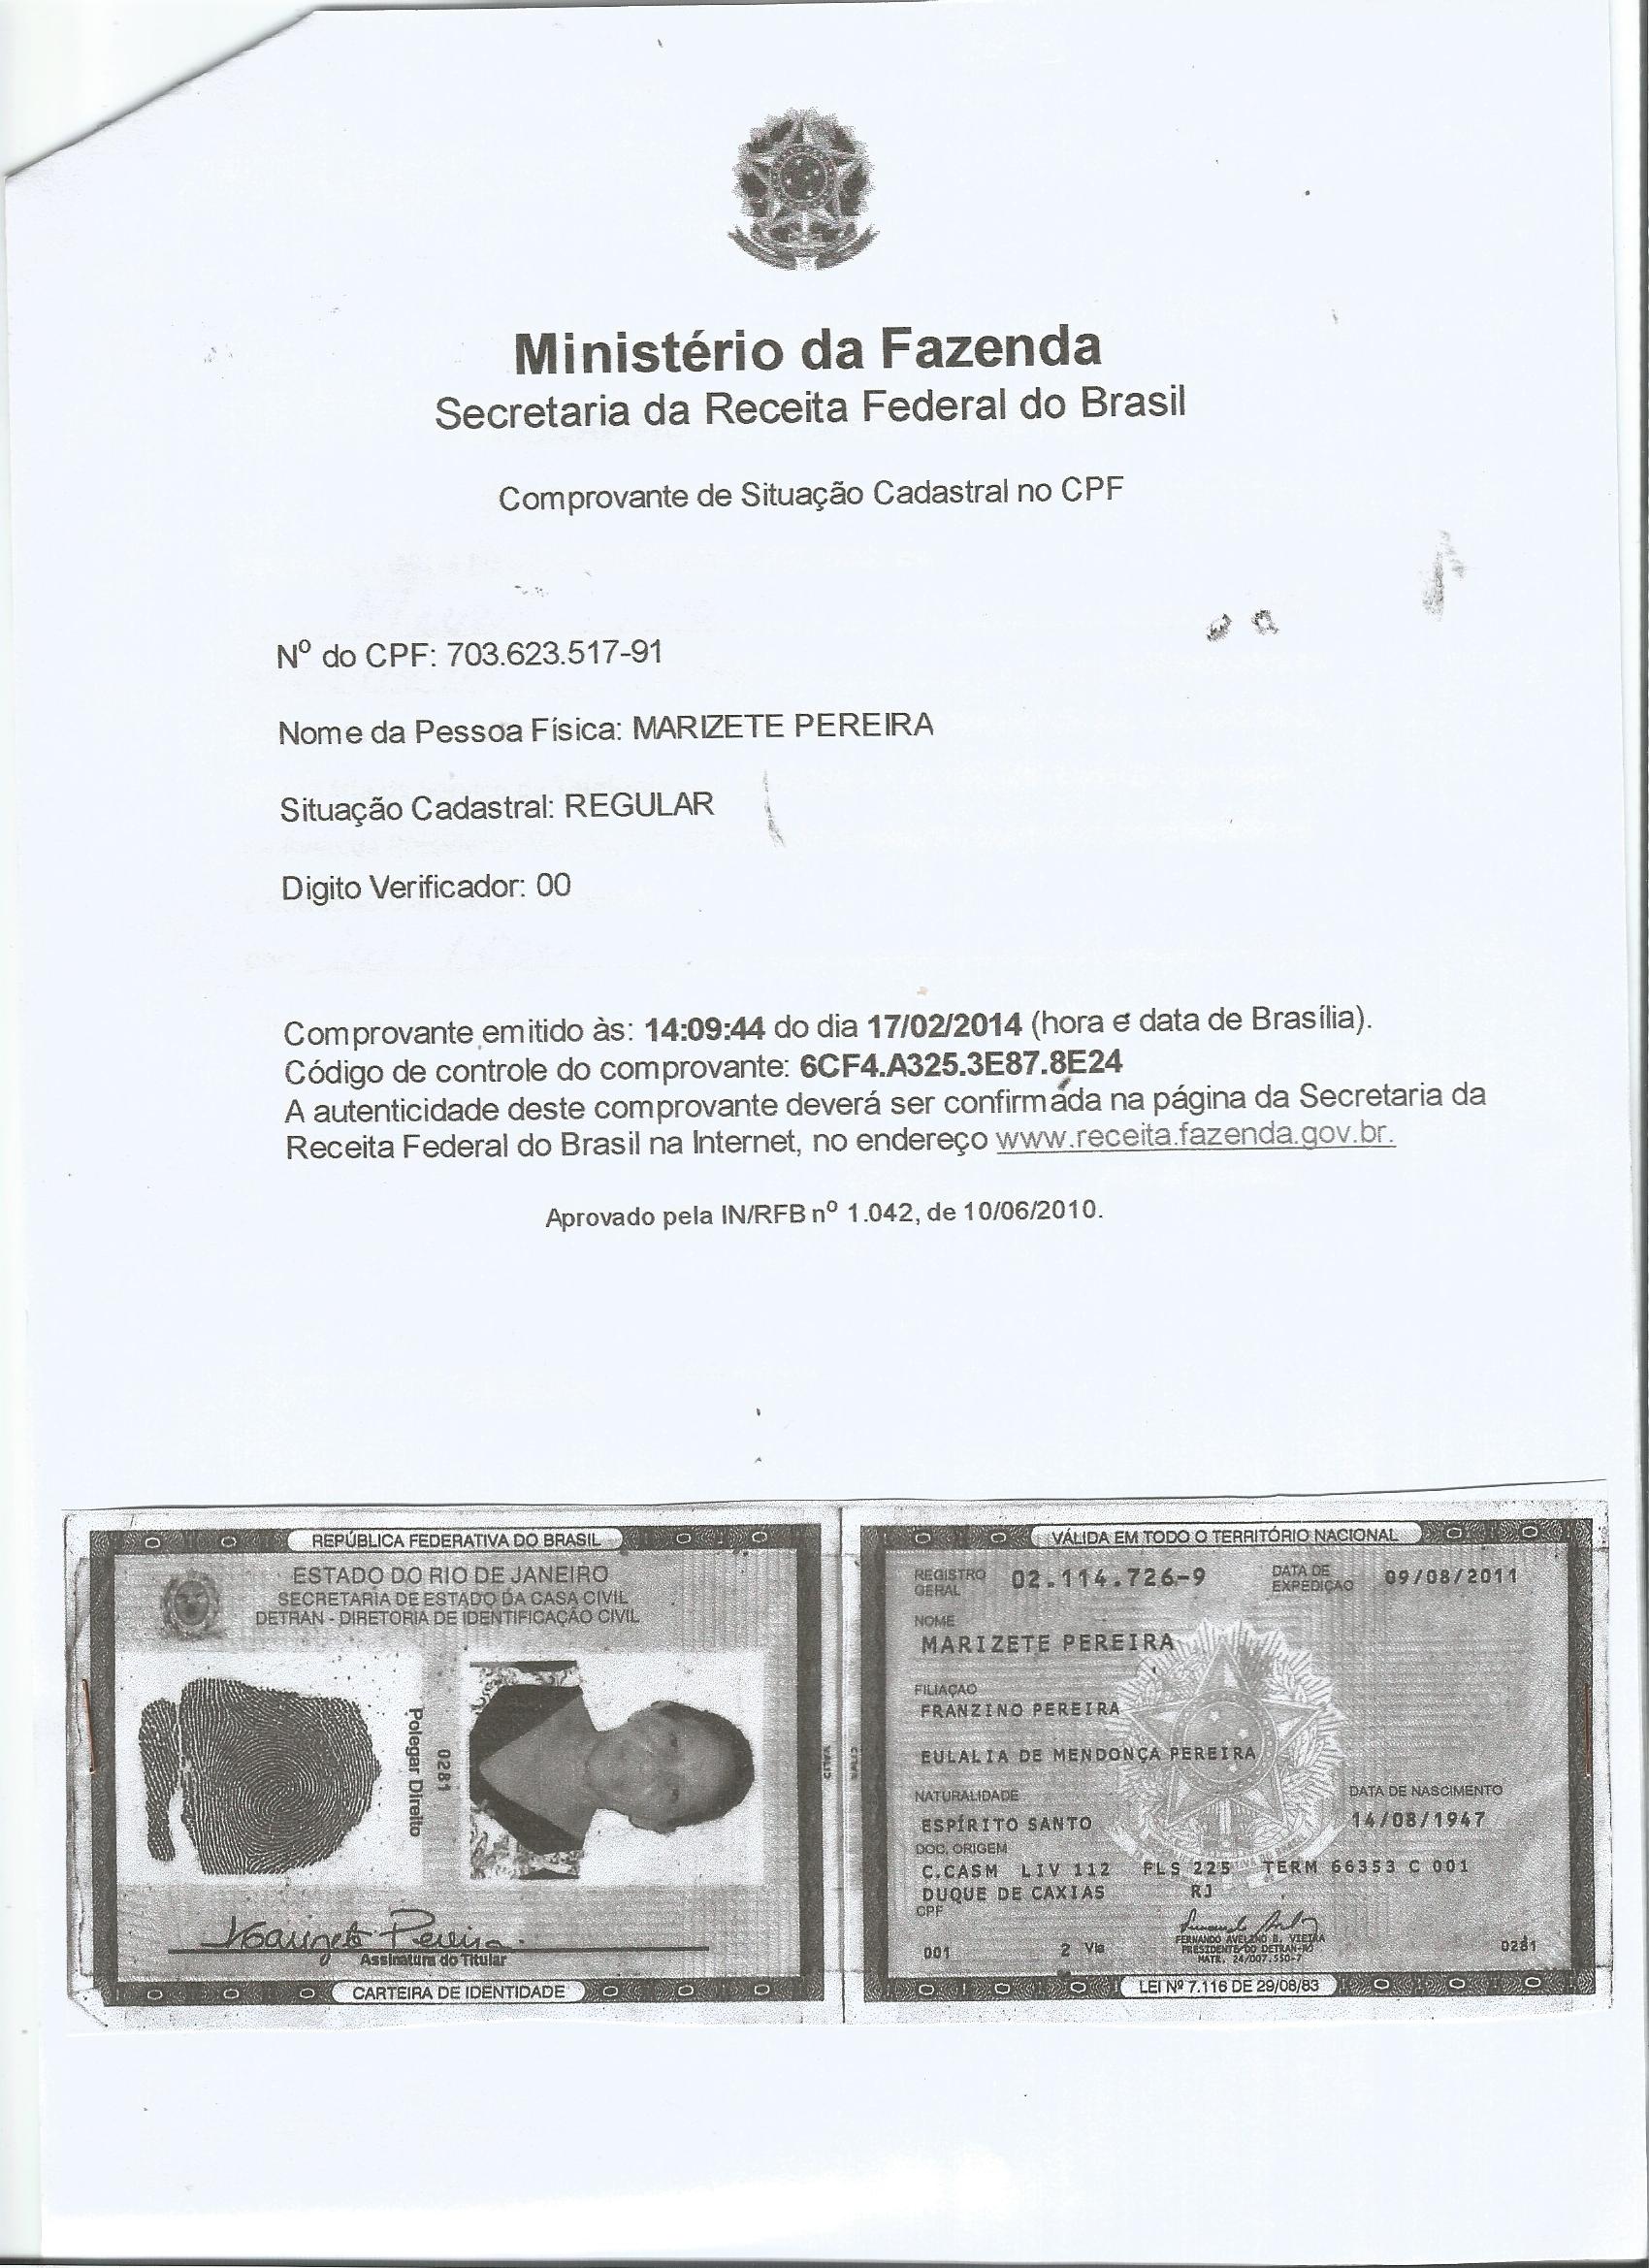 Ministério da Fazenda
Secretaria da Receita Federal do Brasil
Comprovante de Situação Cadastral no CPF
Nº do CPF: 703.623.517-91
Nome da Pessoa Física: MARIZETE PEREIRA
Situação Cadastral: REGULAR
Digito Verificador: 00
Comprovante emitido às: 14:09:44 do dia 17/02/2014 (hora e data de Brasília).
Código de controle do comprovante: 6CF4.A325.3E87.8E24
A autenticidade deste comprovante deverá ser confirmada na página da Secretaria da
Receita Federal do Brasil na Internet, no endereço www.receita.fazenda.gov.br.
Aprovado pela IN/RFB nº 1.042, de 10/06/2010.
REPÚBLICA FEDERATIVA DO BRASIL
ESTADO DO RIO DE JANEIRO
SECRETARIA DE ESTADO DA CASA CIVIL
DETRAN - DIRETORIA DE IDENTIFICAÇÃO CIVIL
Polegar Direito
0281
Marizete Pereira
Assinatura do Titular
CARTEIRA DE IDENTIDADE
VÁLIDA EM TODO O TERRITÓRIO NACIONAL
REGISTRO GERAL 02.114.726-9 DATA DE EXPEDIÇÃO 09/08/2011
NOME
MARIZETE PEREIRA
FILIAÇÃO
FRANZINO PEREIRA
EULALIA DE MENDONÇA PEREIRA
NATURALIDADE DATA DE NASCIMENTO
ESPÍRITO SANTO 14/08/1947
DOC. ORIGEM
C.CASM LIV 112 FLS 225 TERM 66353 C 001
DUQUE DE CAXIAS RJ
CPF
001 2 Via 0281
FERNANDO AVELINO B. VIEIRA
PRESIDENTE DO DETRAN-RJ
MATR. 24/007.550-7
LEI Nº 7.116 DE 29/08/83